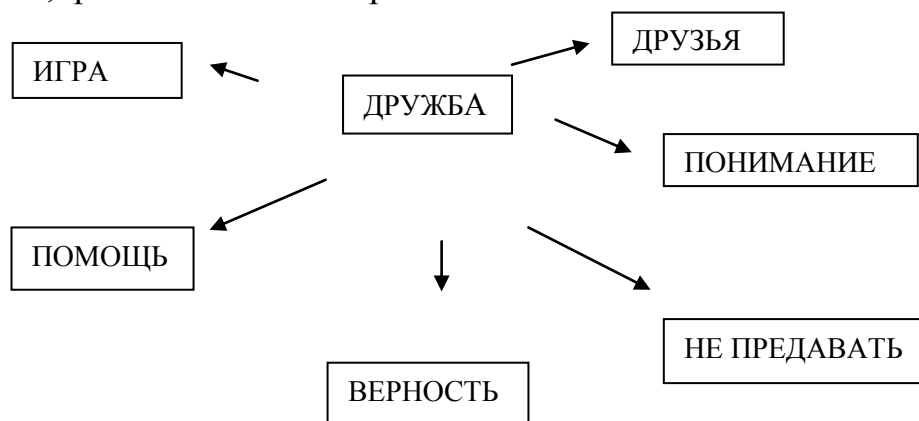 ДРУЗЬЯ
ИГРА
ДРУЖБА
ПОНИМАНИЕ
ПОМОЩЬ
НЕ ПРЕДАВАТЬ
ВЕРНОСТЬ